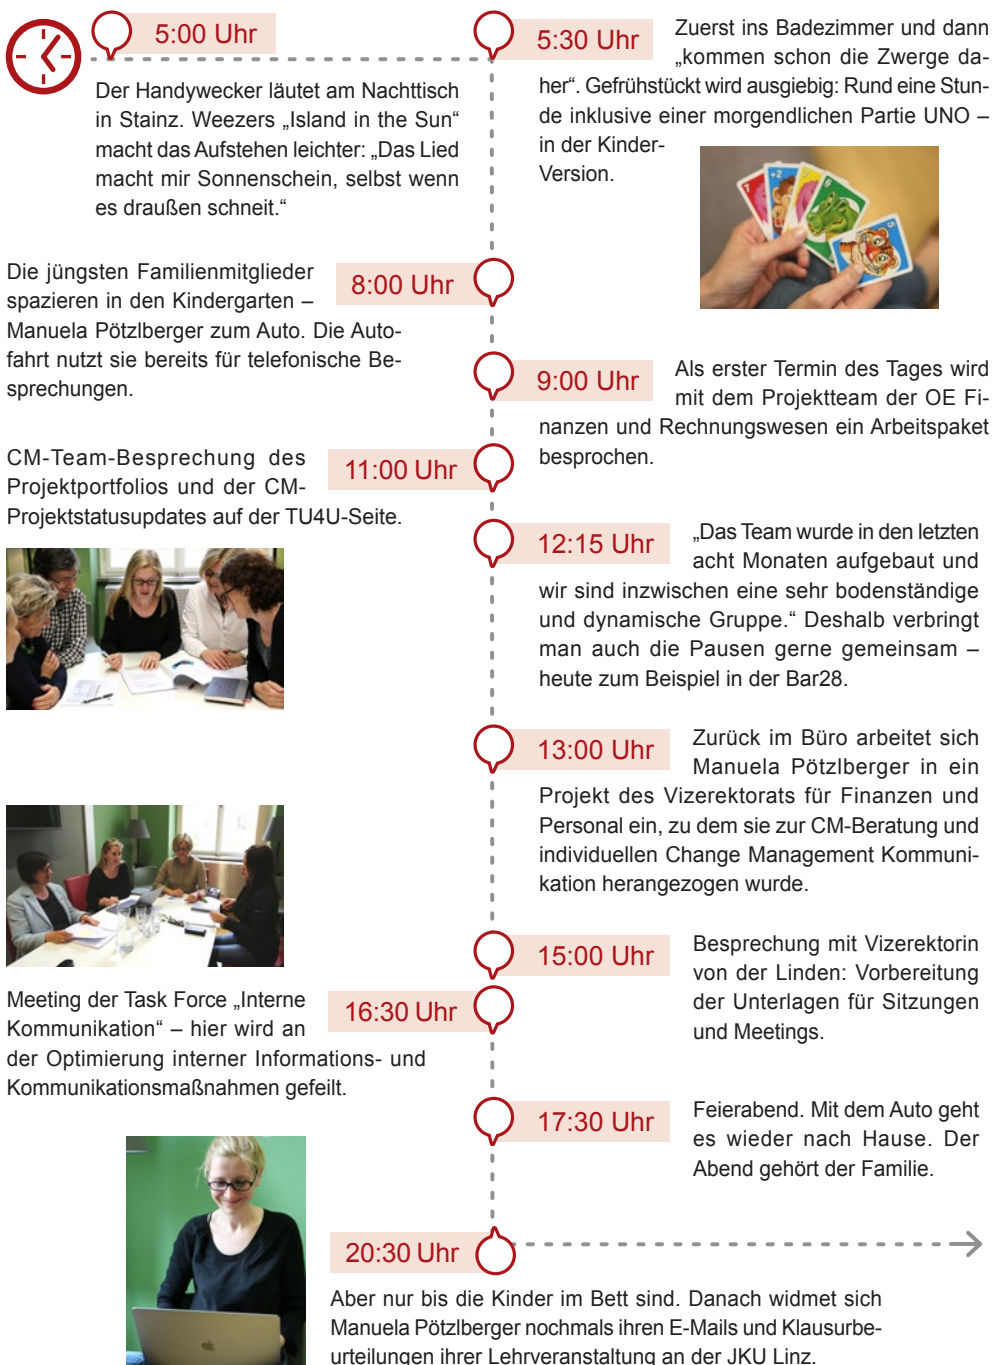 5:00 Uhr
Der Handywecker läutet am Nachttisch
in Stainz. Weezers „Island in the Sun“
macht das Aufstehen leichter: „Das Lied
macht mir Sonnenschein, selbst wenn
es draußen schneit.“
5:30 Uhr
Zuerst ins Badezimmer und dann
„kommen schon die Zwerge da-
her“. Gefrühstückt wird ausgiebig: Rund eine Stun-
de inklusive einer morgendlichen Partie UNO –
in der Kinder-
Version.
8:00 Uhr
Die jüngsten Familienmitglieder
spazieren in den Kindergarten –
Manuela Pötzlberger zum Auto. Die Auto-
fahrt nutzt sie bereits für telefonische Be-
sprechungen.
9:00 Uhr
Als erster Termin des Tages wird
mit dem Projektteam der OE Fi-
nanzen und Rechnungswesen ein Arbeitspaket
besprochen.
11:00 Uhr
CM-Team-Besprechung des
Projektportfolios und der CM-
Projektstatusupdates auf der TU4U-Seite.
12:15 Uhr
„Das Team wurde in den letzten
acht Monaten aufgebaut und
wir sind inzwischen eine sehr bodenständige
und dynamische Gruppe.“ Deshalb verbringt
man auch die Pausen gerne gemeinsam –
heute zum Beispiel in der Bar28.
13:00 Uhr
Zurück im Büro arbeitet sich
Manuela Pötzlberger in ein
Projekt des Vizerektorats für Finanzen und
Personal ein, zu dem sie zur CM-Beratung und
individuellen Change Management Kommuni-
kation herangezogen wurde.
15:00 Uhr
Besprechung mit Vizerektorin
von der Linden: Vorbereitung
der Unterlagen für Sitzungen
und Meetings.
16:30 Uhr
Meeting der Task Force „Interne
Kommunikation“ – hier wird an
der Optimierung interner Informations- und
Kommunikationsmaßnahmen gefeilt.
17:30 Uhr
Feierabend. Mit dem Auto geht
es wieder nach Hause. Der
Abend gehört der Familie.
20:30 Uhr
Aber nur bis die Kinder im Bett sind. Danach widmet sich
Manuela Pötzlberger nochmals ihren E-Mails und Klausurbe-
urteilungen ihrer Lehrveranstaltung an der JKU Linz.